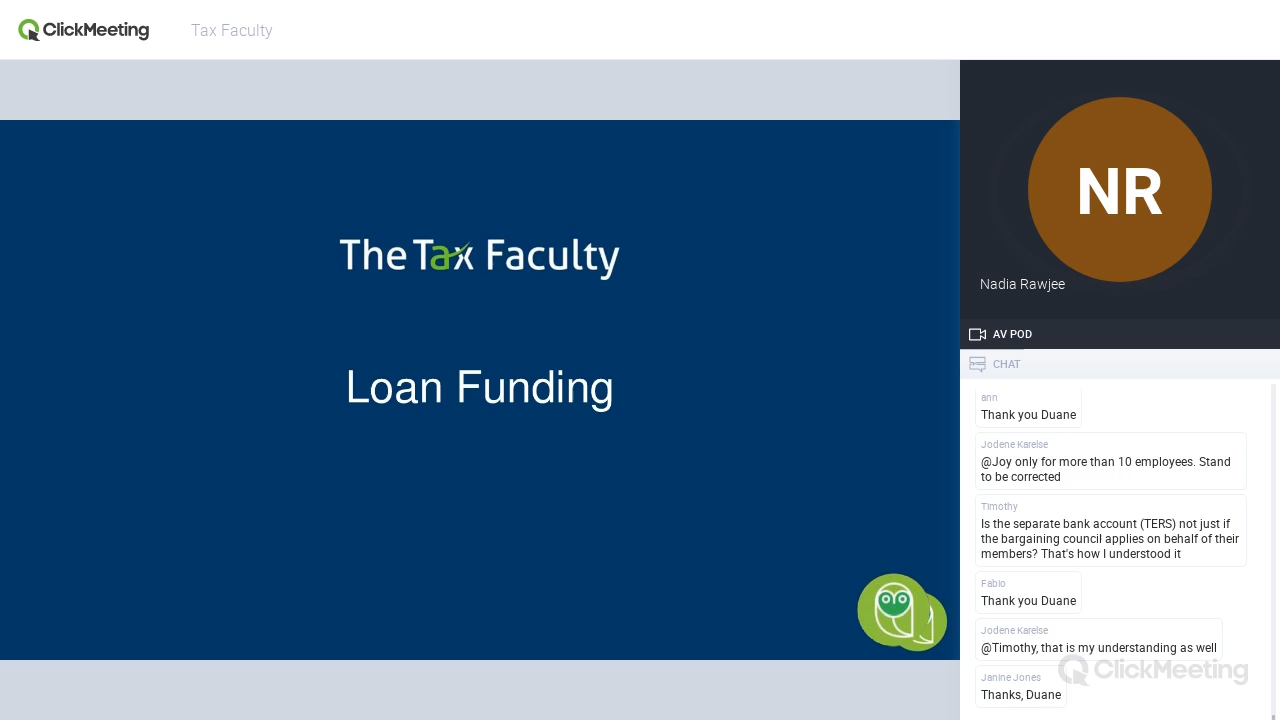 ClickMeeting
Tax Faculty
The Tax Faculty
Loan Funding
NR
Nadia Rawjee
AV POD
CHAT
ann
Thank you Duane
Jodene Karelse
@Joy only for more than 10 employees. Stand
to be corrected
Timothy
Is the separate bank account (TERS) not just if
the bargaining council applies on behalf of their
members? That's how I understood it
Fabio
Thank you Duane
Jodene Karelse
@Timothy, that is my understanding as well
Janine Jones
Thanks, Duane
ClickMeeting